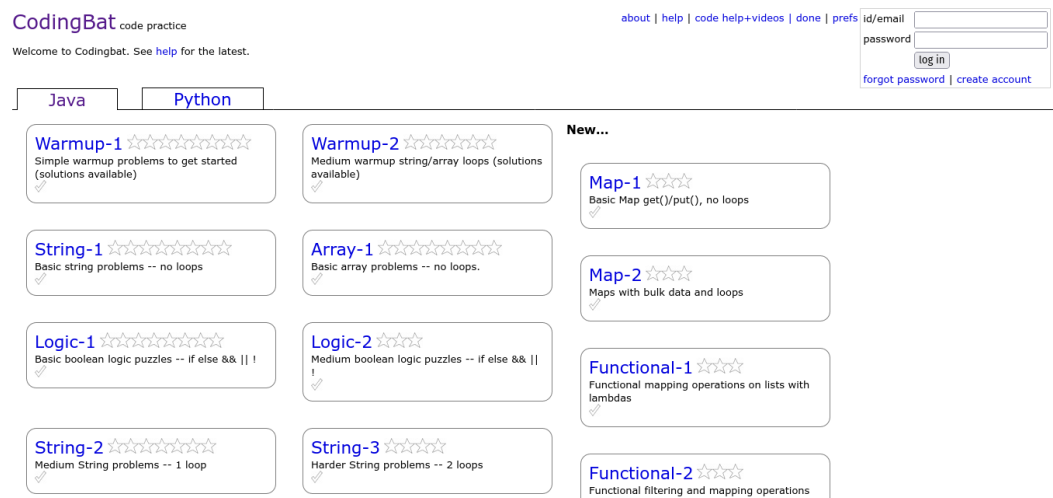 CodingBat code practice
about | help | code help+videos | done | prefs
id/email
password
log in
forgot password | create account
Welcome to Codingbat. See help for the latest.
Java
Python
Warmup-1
Simple warmup problems to get started
(solutions available)
Warmup-2
Medium warmup string/array loops (solutions
available)
String-1
Basic string problems -- no loops
Array-1
Basic array problems -- no loops.
Logic-1
Basic boolean logic puzzles -- if else && || !
Logic-2
Medium boolean logic puzzles -- if else && ||
!
String-2
Medium String problems -- 1 loop
String-3
Harder String problems -- 2 loops
New...
Map-1
Basic Map get()/put(), no loops
Map-2
Maps with bulk data and loops
Functional-1
Functional mapping operations on lists with
lambdas
Functional-2
Functional filtering and mapping operations